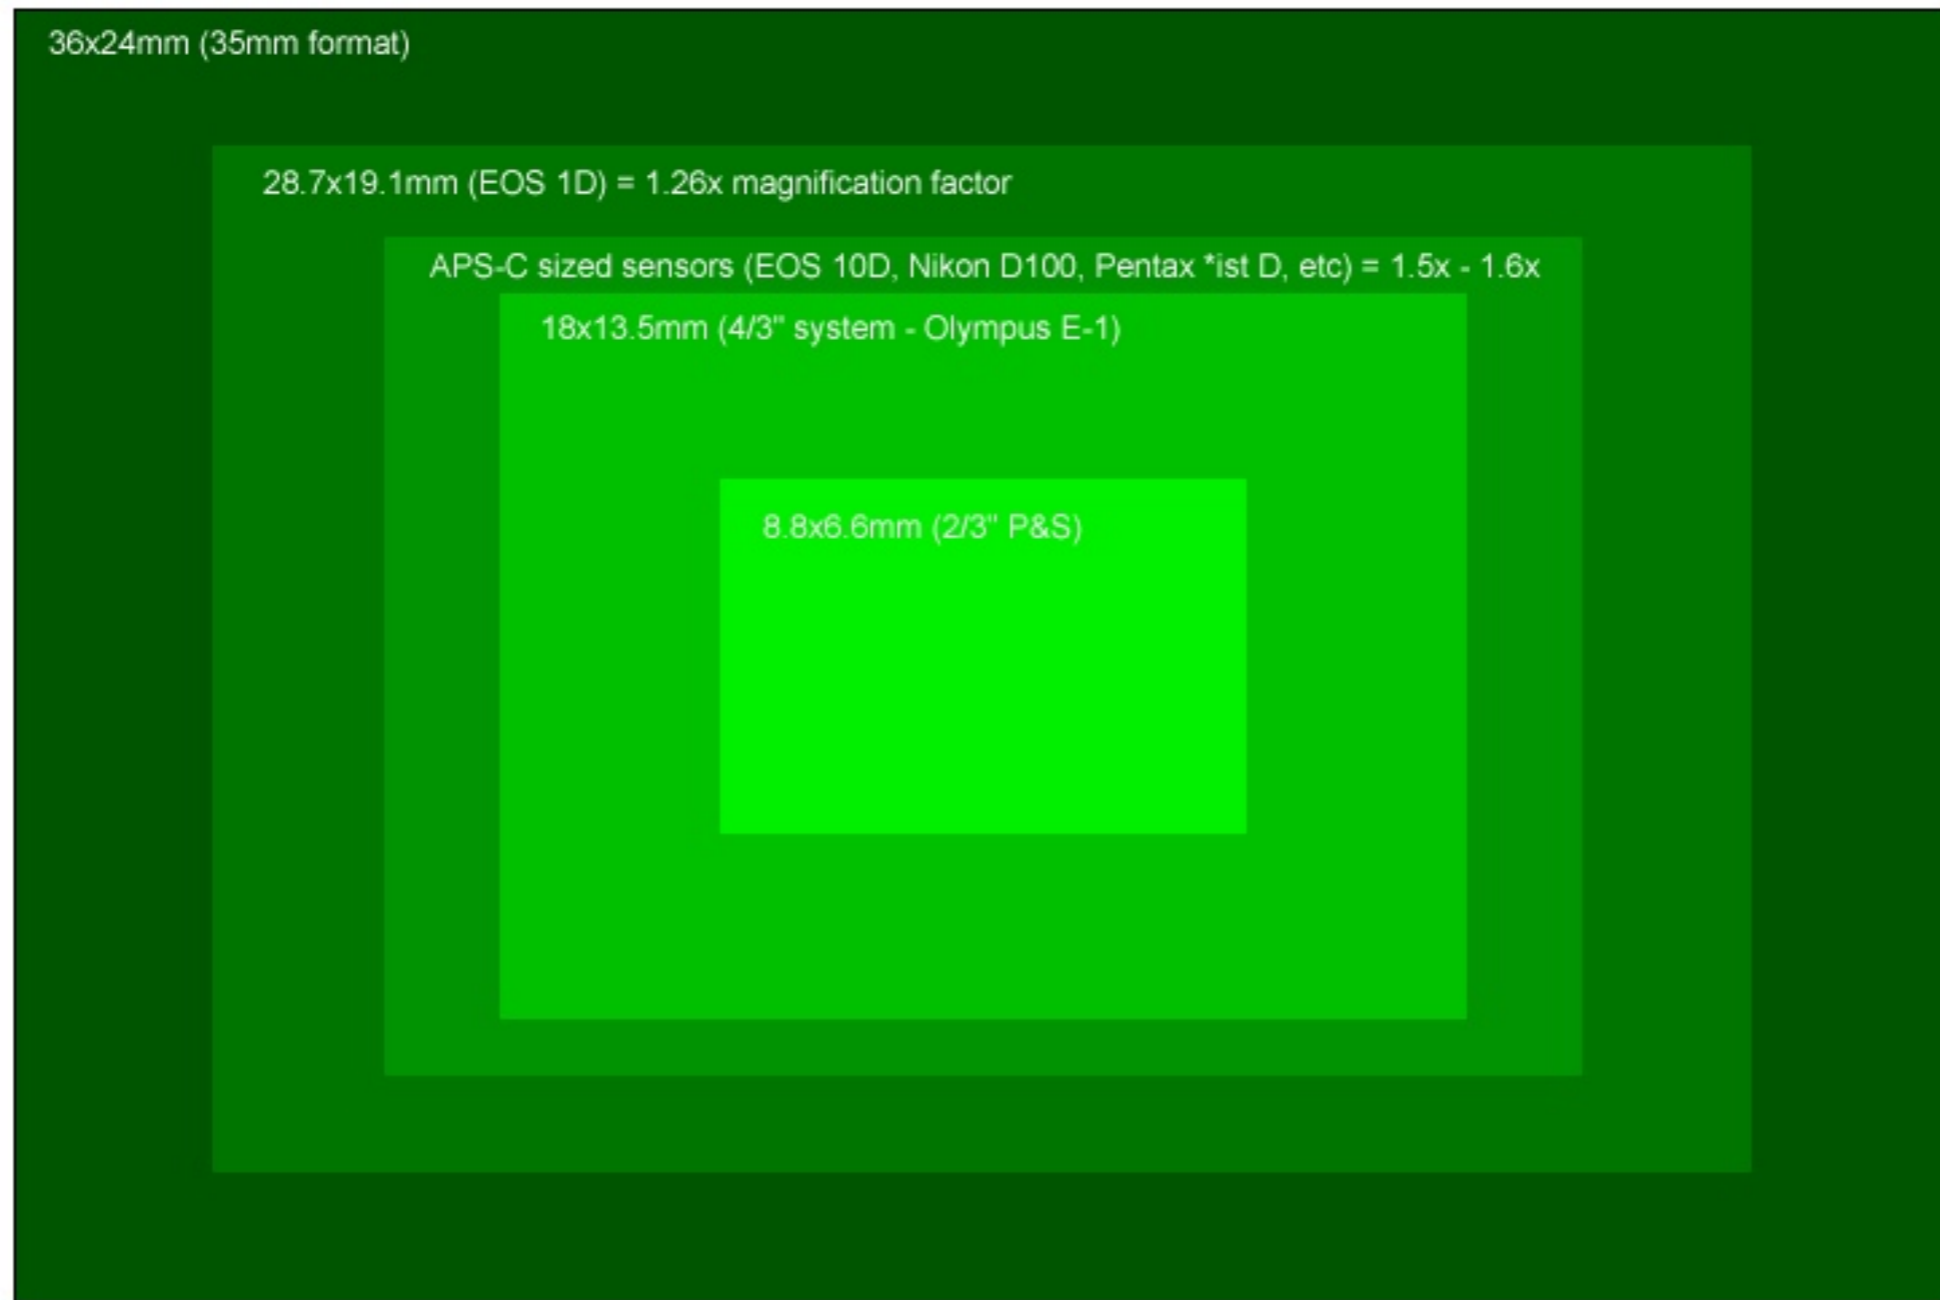 36x24mm (35mm format)
28.7x19.1mm (EOS 1D) = 1.26x magnification factor
APS-C sized sensors (EOS 10D, Nikon D100, Pentax *ist D, etc) = 1.5x - 1.6x
18x13.5mm (4/3" system - Olympus E-1)
8.8x6.6mm (2/3" P&S)